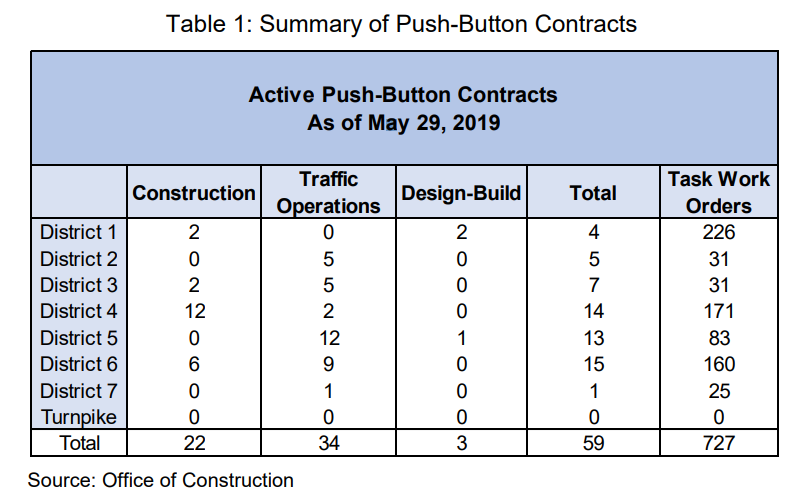 Table 1: Summary of Push-Button Contracts
Active Push-Button Contracts
As of May 29, 2019
Construction Traffic Operations Design-Build Total Task Work Orders
District 1 2 0 2 4 226
District 2 0 5 0 5 31
District 3 2 5 0 7 31
District 4 12 2 0 14 171
District 5 0 12 1 13 83
District 6 6 9 0 15 160
District 7 0 1 0 1 25
Turnpike 0 0 0 0 0
Total 22 34 3 59 727
Source: Office of Construction